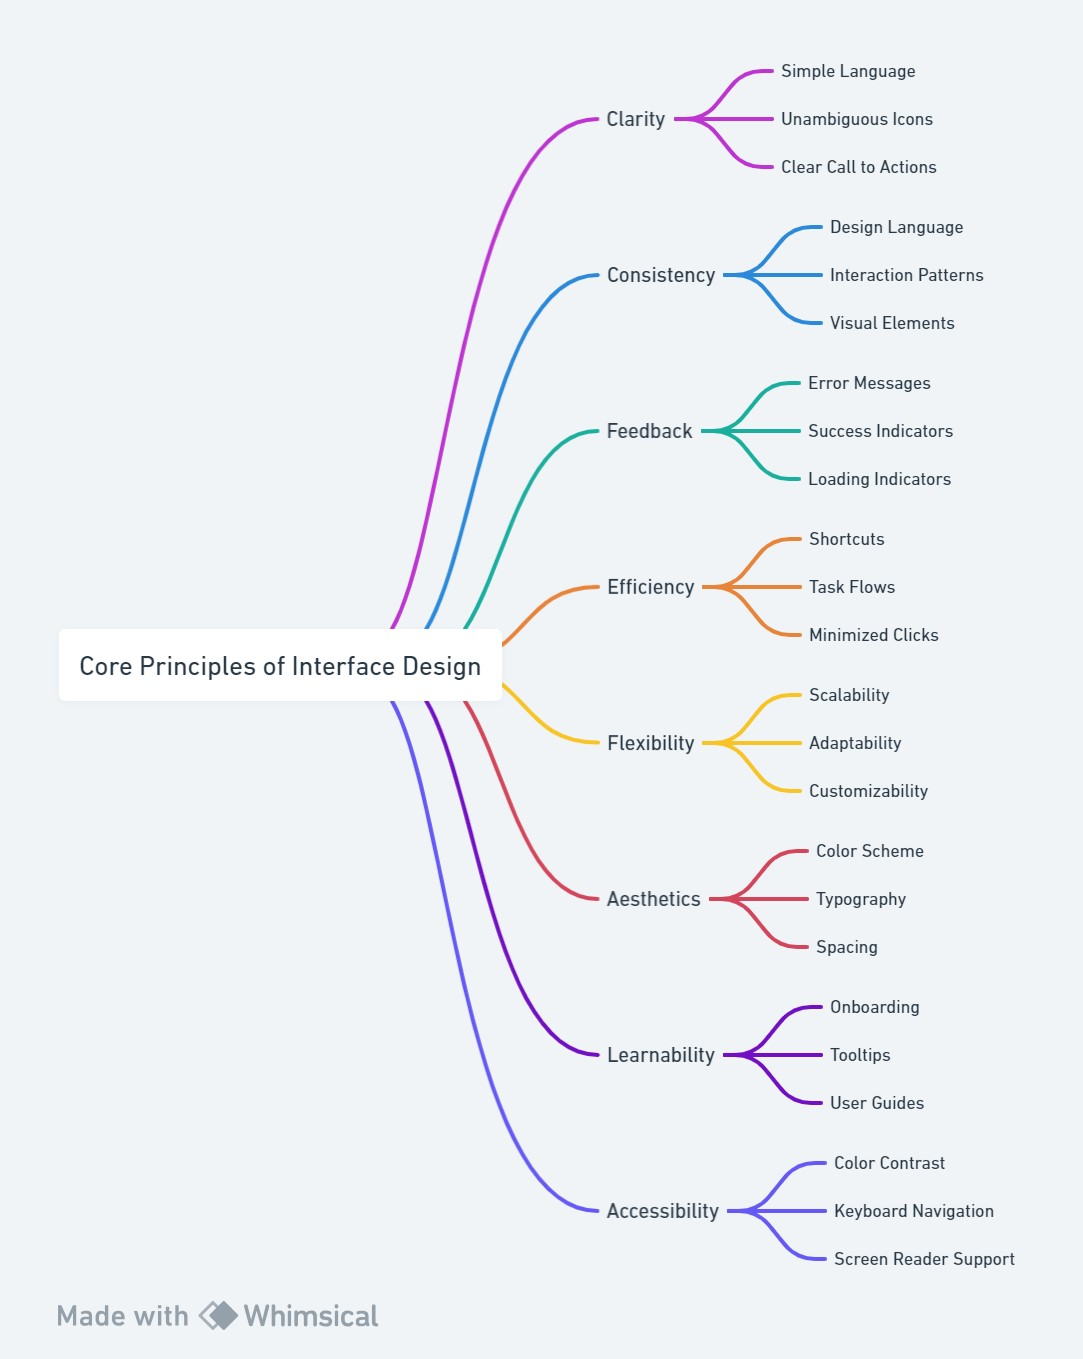 Core Principles of Interface Design
Clarity
Simple Language
Unambiguous Icons
Clear Call to Actions
Consistency
Design Language
Interaction Patterns
Visual Elements
Feedback
Error Messages
Success Indicators
Loading Indicators
Efficiency
Shortcuts
Task Flows
Minimized Clicks
Flexibility
Scalability
Adaptability
Customizability
Aesthetics
Color Scheme
Typography
Spacing
Learnability
Onboarding
Tooltips
User Guides
Accessibility
Color Contrast
Keyboard Navigation
Screen Reader Support
Made with Whimsical